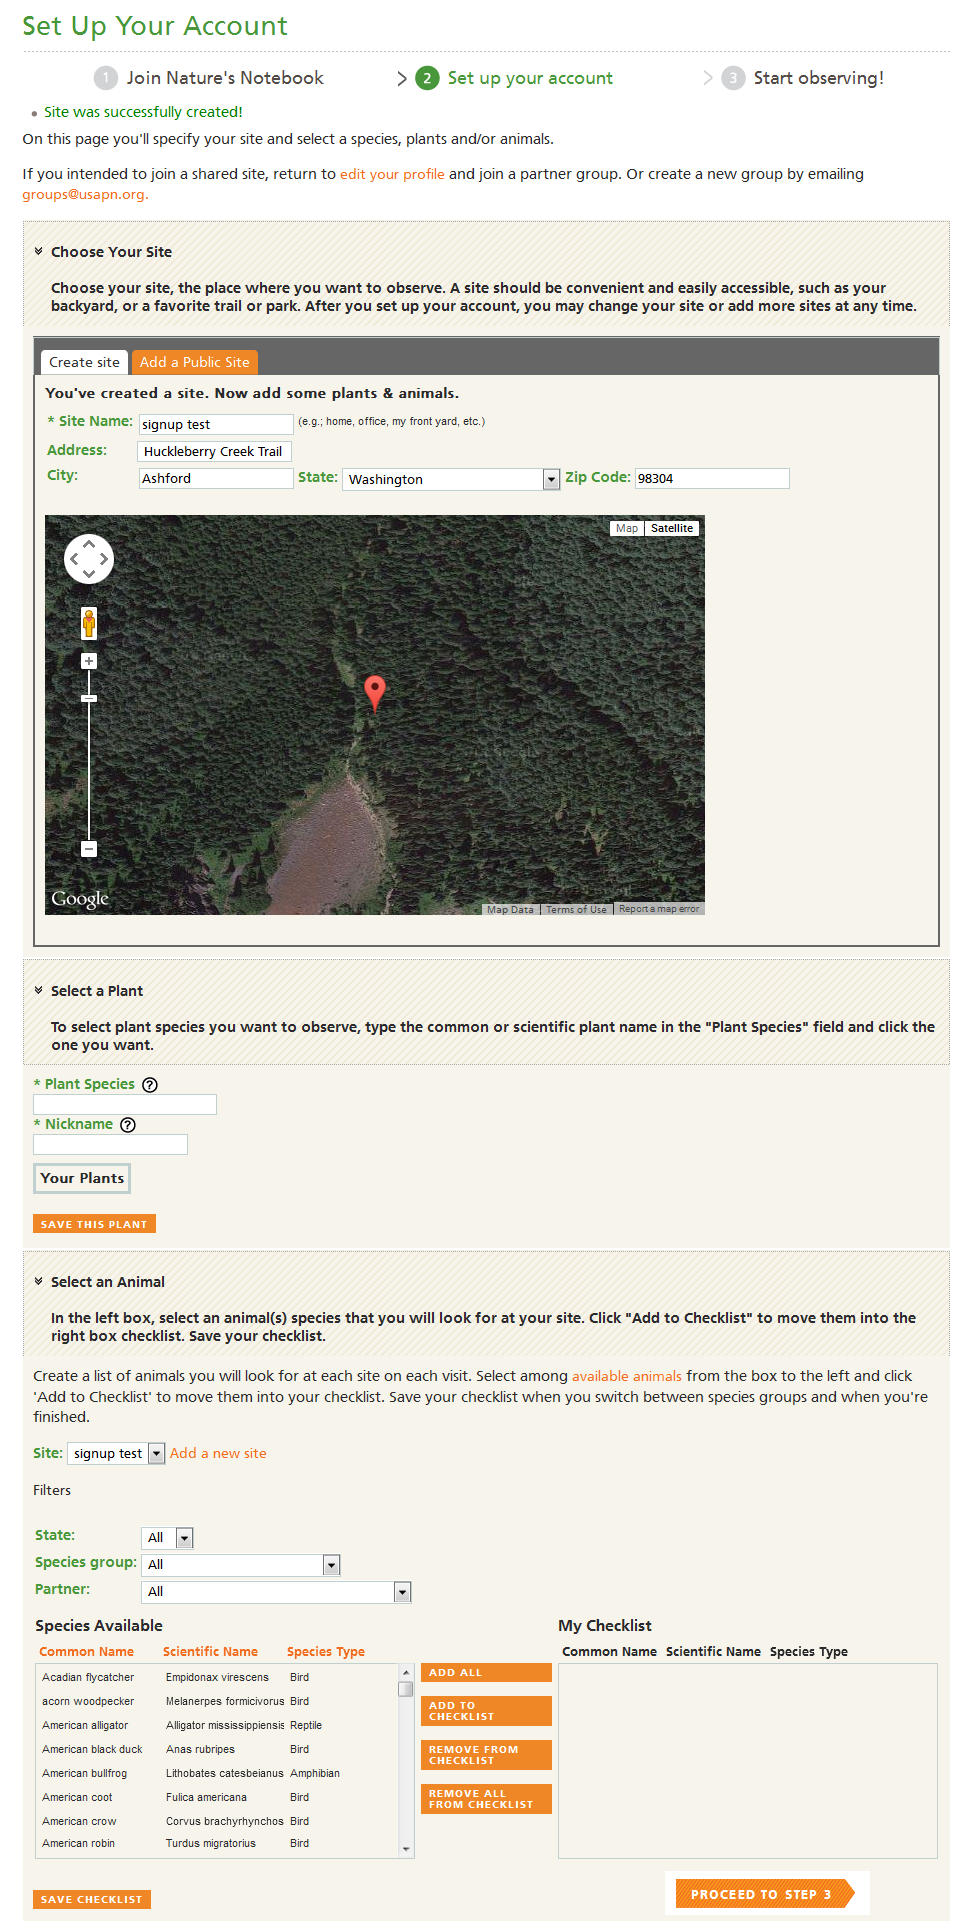 Set Up Your Account
1 Join Nature's Notebook
2 Set up your account
3 Start observing!
Site was successfully created!
On this page you'll specify your site and select a species, plants and/or animals.
If you intended to join a shared site, return to edit your profile and join a partner group. Or create a new group by emailing
groups@usapn.org.
Choose Your Site
Choose your site, the place where you want to observe. A site should be convenient and easily accessible, such as your
backyard, or a favorite trail or park. After you set up your account, you may change your site or add more sites at any time.
Create site
Add a Public Site
You've created a site. Now add some plants & animals.
* Site Name: signup test (e.g.; home, office, my front yard, etc.)
Address: Huckleberry Creek Trail
City: Ashford State: Washington Zip Code: 98304
Map Satellite
Google
Map Data Terms of Use Report a map error
Select a Plant
To select plant species you want to observe, type the common or scientific plant name in the "Plant Species" field and click the
one you want.
* Plant Species ?
* Nickname ?
Your Plants
SAVE THIS PLANT
Select an Animal
In the left box, select an animal(s) species that you will look for at your site. Click "Add to Checklist" to move them into the
right box checklist. Save your checklist.
Create a list of animals you will look for at each site on each visit. Select among available animals from the box to the left and click
'Add to Checklist' to move them into your checklist. Save your checklist when you switch between species groups and when you're
finished.
Site: signup test Add a new site
Filters
State: All
Species group: All
Partner: All
Species Available
Common Name Scientific Name Species Type
Acadian flycatcher Empidonax virescens Bird
acorn woodpecker Melanerpes formicivorus Bird
American alligator Alligator mississippiensis Reptile
American black duck Anas rubripes Bird
American bullfrog Lithobates catesbeianus Amphibian
American coot Fulica americana Bird
American crow Corvus brachyrhynchos Bird
American robin Turdus migratorius Bird
ADD ALL
ADD TO
CHECKLIST
REMOVE FROM
CHECKLIST
REMOVE ALL
FROM CHECKLIST
My Checklist
Common Name Scientific Name Species Type
SAVE CHECKLIST
PROCEED TO STEP 3